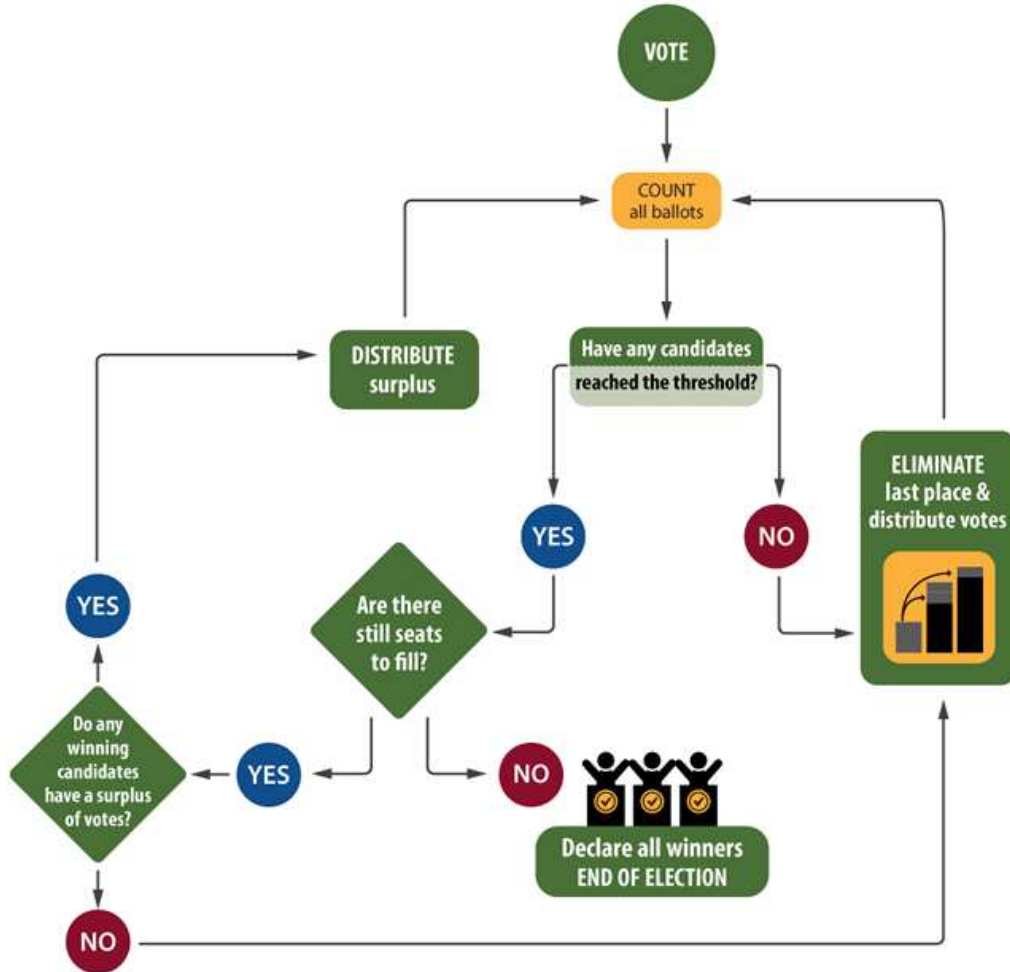 VOTE
COUNT
all ballots
Have any candidates
reached the threshold?
DISTRIBUTE
surplus
ELIMINATE
last place &
distribute votes
YES
NO
Are there
still seats
to fill?
YES
Do any
winning
candidates
have a surplus
of votes?
YES
NO
Declare all winners
END OF ELECTION
NO